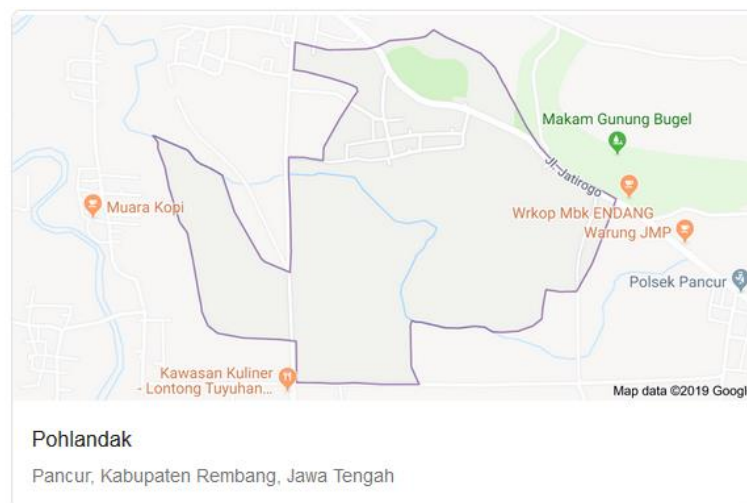 Makam Gunung Bugel
Jl. Jatirogo
Muara Kopi
Wrkop Mbk ENDANG
Warung JMP
Polsek Pancur
Kawasan Kuliner
- Lontong Tuyuhan...
Map data ©2019 Googl
Pohlandak
Pancur, Kabupaten Rembang, Jawa Tengah